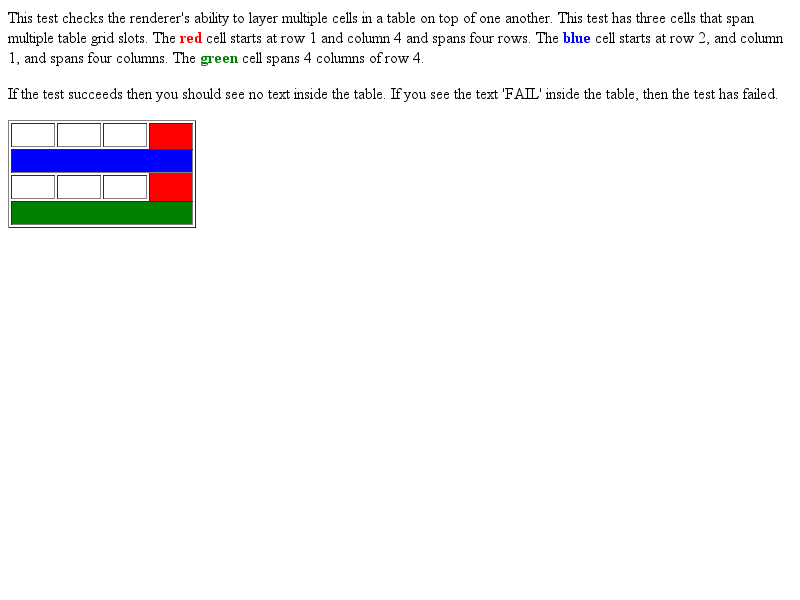 This test checks the renderer's ability to layer multiple cells in a table on top of one another. This test has three cells that span
multiple table grid slots. The red cell starts at row 1 and column 4 and spans four rows. The blue cell starts at row 2, and column
1, and spans four columns. The green cell spans 4 columns of row 4.
If the test succeeds then you should see no text inside the table. If you see the text 'FAIL' inside the table, then the test has failed.